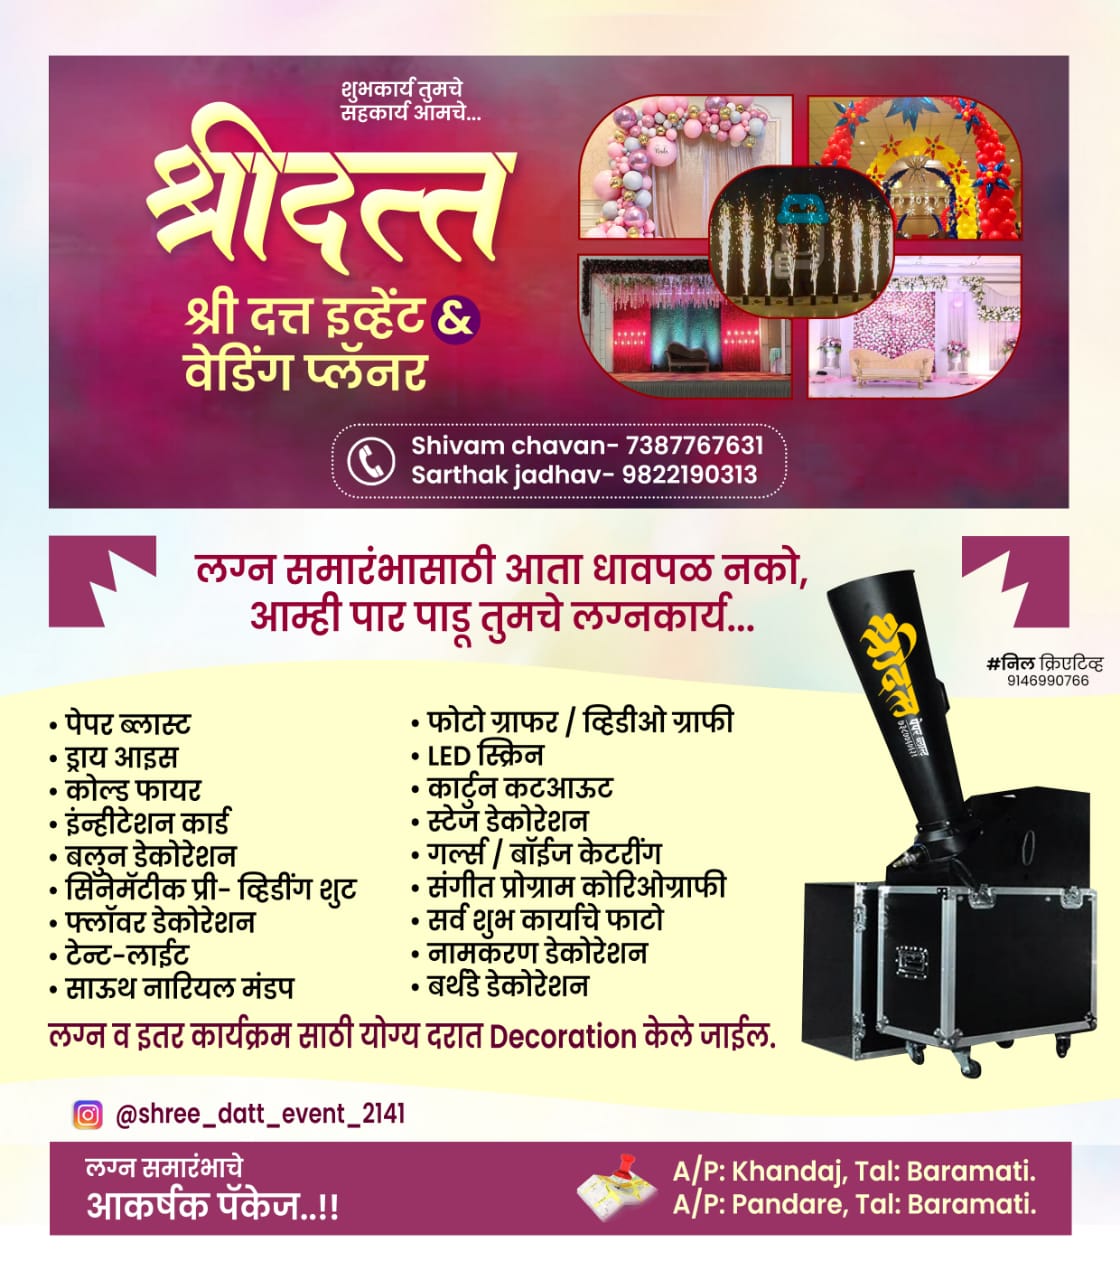 शुभकार्य तुमचे
सहकार्य आमचे...
श्रीदत्त
श्री दत्त इव्हेंट &
वेडिंग प्लॅनर
Shivam chavan- 7387767631
Sarthak jadhav- 9822190313
लग्न समारंभासाठी आता धावपळ नको,
आम्ही पार पाडू तुमचे लग्नकार्य...
#निल क्रिएटिव्ह
9146990766
• पेपर ब्लास्ट
• ड्राय आइस
• कोल्ड फायर
• इंन्हीटेशन कार्ड
• बलुन डेकोरेशन
• सिनेमॅटीक प्री- व्हिडींग शुट
• फ्लॉवर डेकोरेशन
• टेन्ट-लाईट
• साऊथ नारियल मंडप
• फोटो ग्राफर / व्हिडीओ ग्राफी
• LED स्क्रिन
• कार्टुन कटआऊट
• स्टेज डेकोरेशन
• गर्ल्स / बॉईज केटरींग
• संगीत प्रोग्राम कोरिओग्राफी
• सर्व शुभ कार्याचे फाटो
• नामकरण डेकोरेशन
• बर्थडे डेकोरेशन
पेपर ब्लास्ट
लग्न व इतर कार्यक्रम साठी योग्य दरात Decoration केले जाईल.
@shree_datt_event_2141
लग्न समारंभाचे
आकर्षक पॅकेज..!!
A/P: Khandaj, Tal: Baramati.
A/P: Pandare, Tal: Baramati.